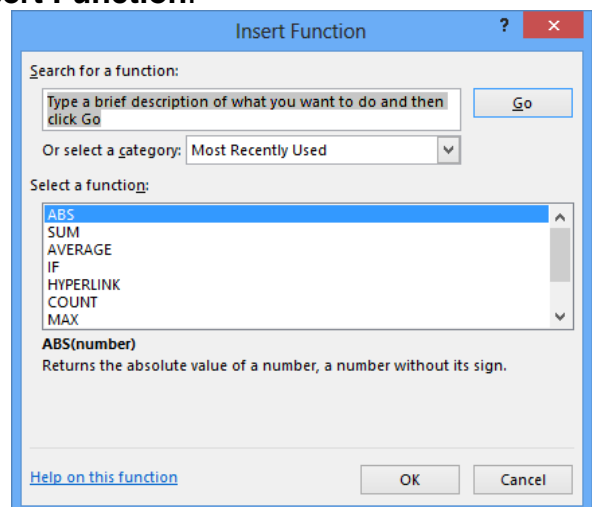 ert Function.
Insert Function
?
×
Search for a function:
Type a brief description of what you want to do and then
click Go
Go
Or select a category:
Most Recently Used
Select a function:
ABS
SUM
AVERAGE
IF
HYPERLINK
COUNT
MAX
ABS(number)
Returns the absolute value of a number, a number without its sign.
Help on this function
OK
Cancel